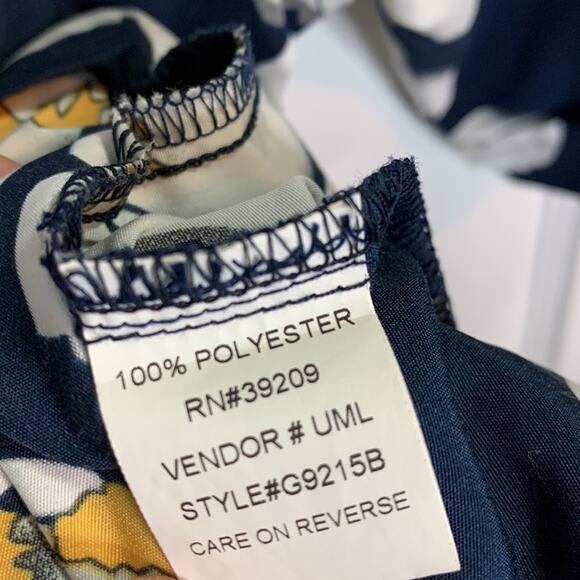 100% POLYESTER
RN#39209
VENDOR # UML
STYLE#G9215B
CARE ON REVERSE